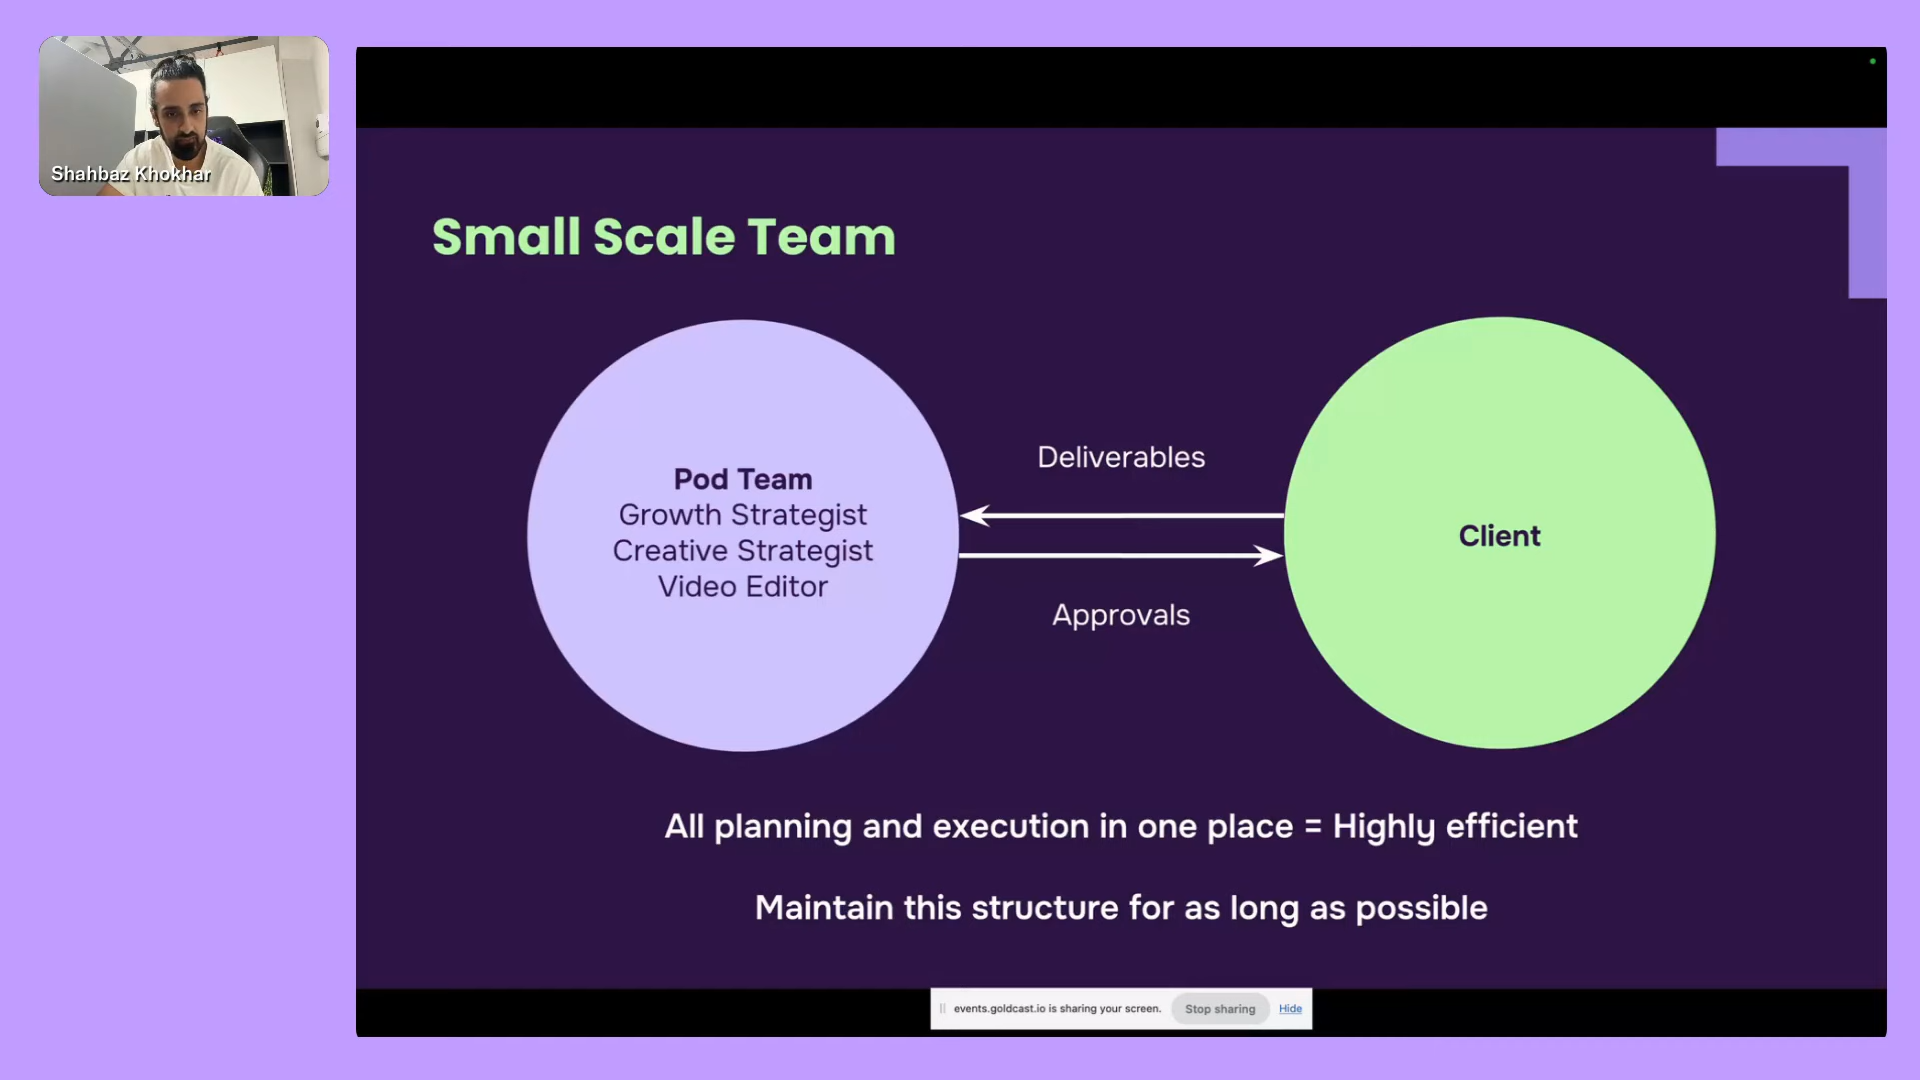 Shahbaz Khokhar
Small Scale Team
Pod Team
Growth Strategist
Creative Strategist
Video Editor
Deliverables
Approvals
Client
All planning and execution in one place = Highly efficient
Maintain this structure for as long as possible
events.goldcast.io is sharing your screen.
Stop sharing
Hide